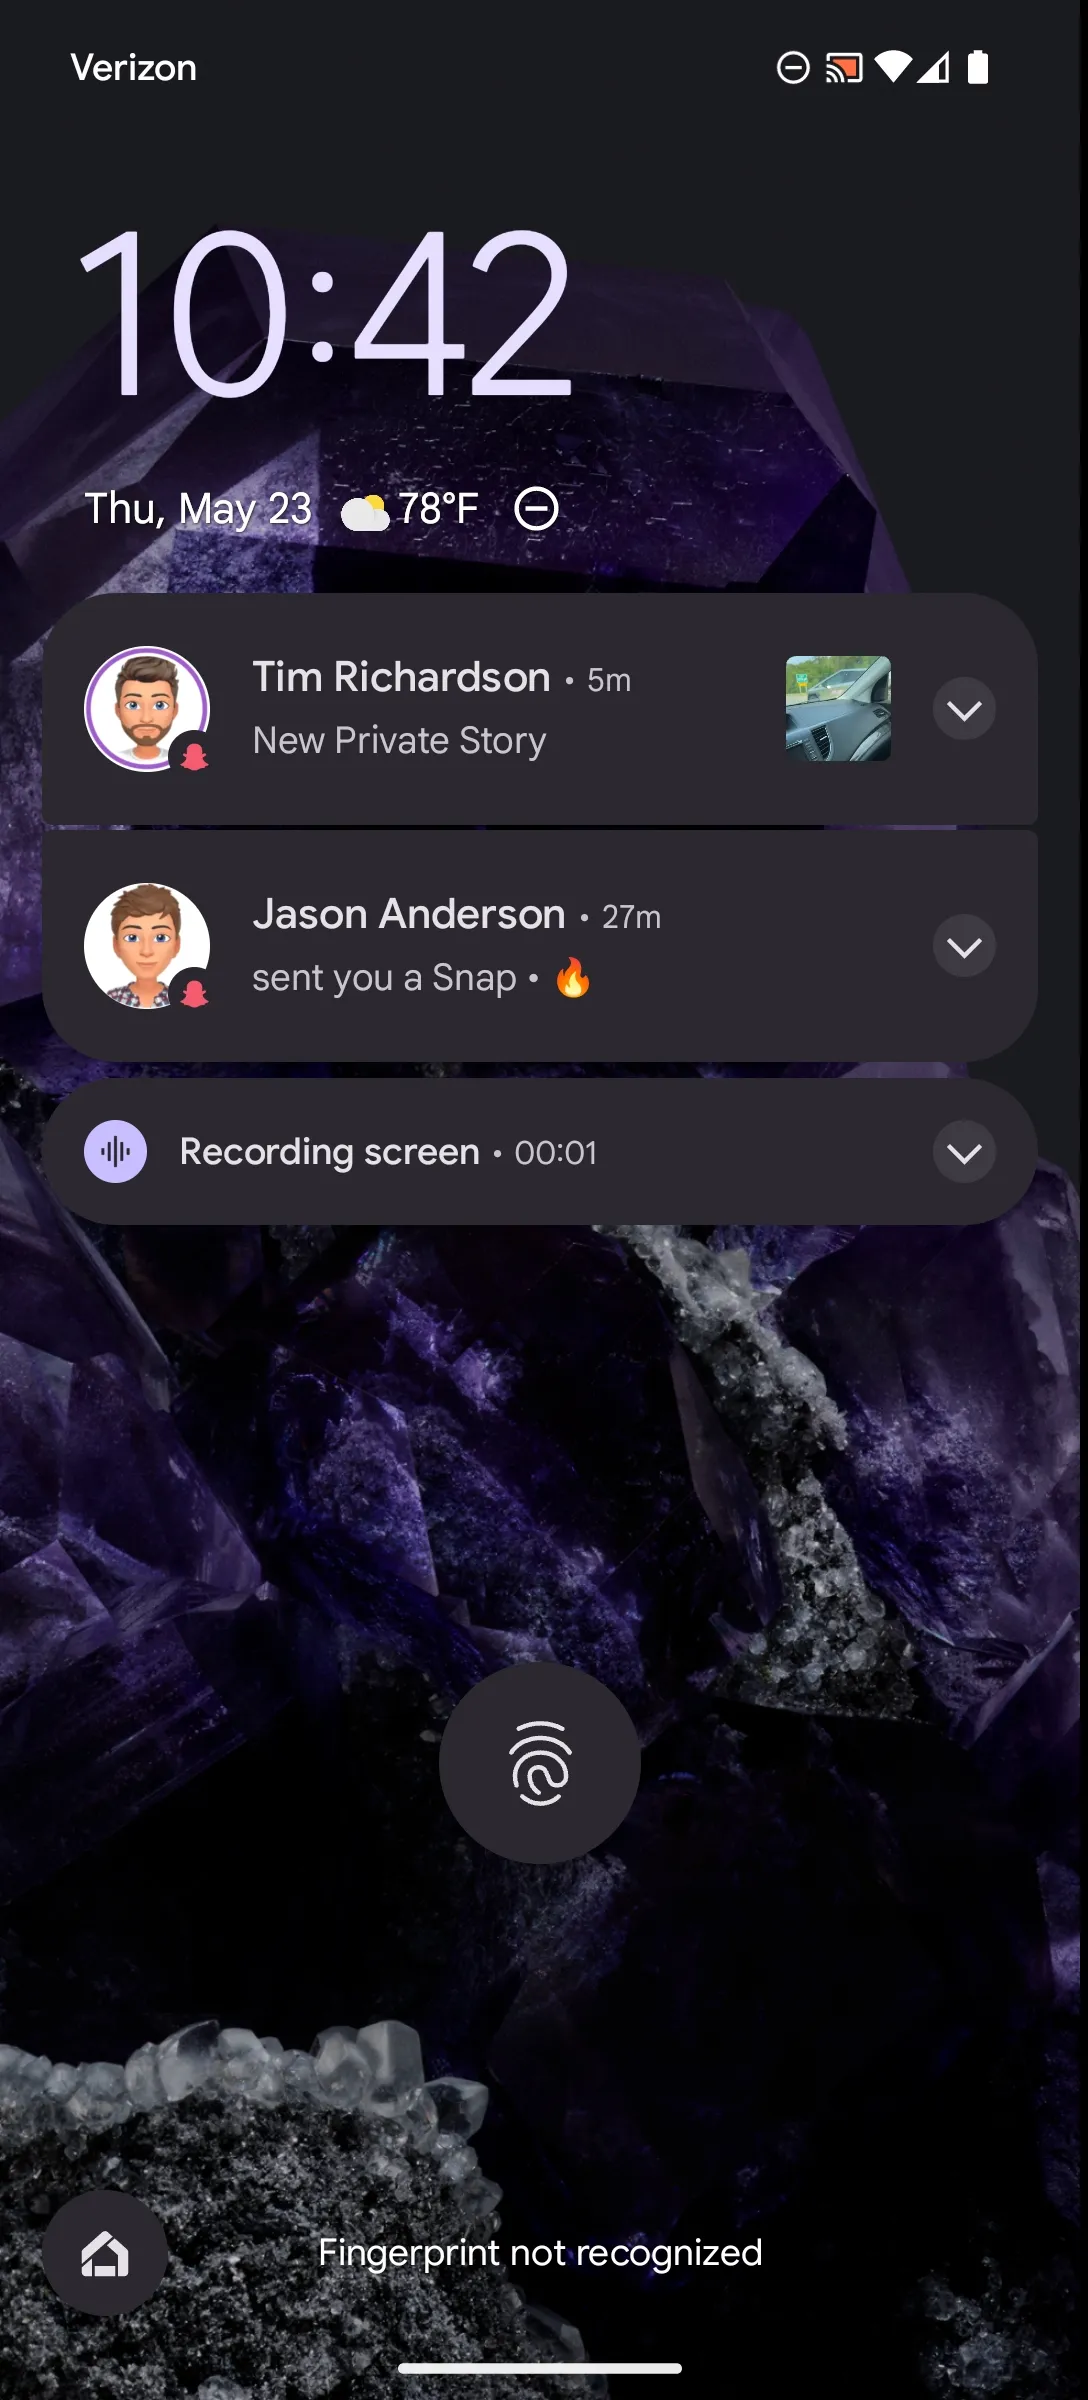 Verizon
10:42
Thu, May 23 78°F
Tim Richardson • 5m
New Private Story
Jason Anderson • 27m
sent you a Snap • 🔥
Recording screen • 00:01
Fingerprint not recognized